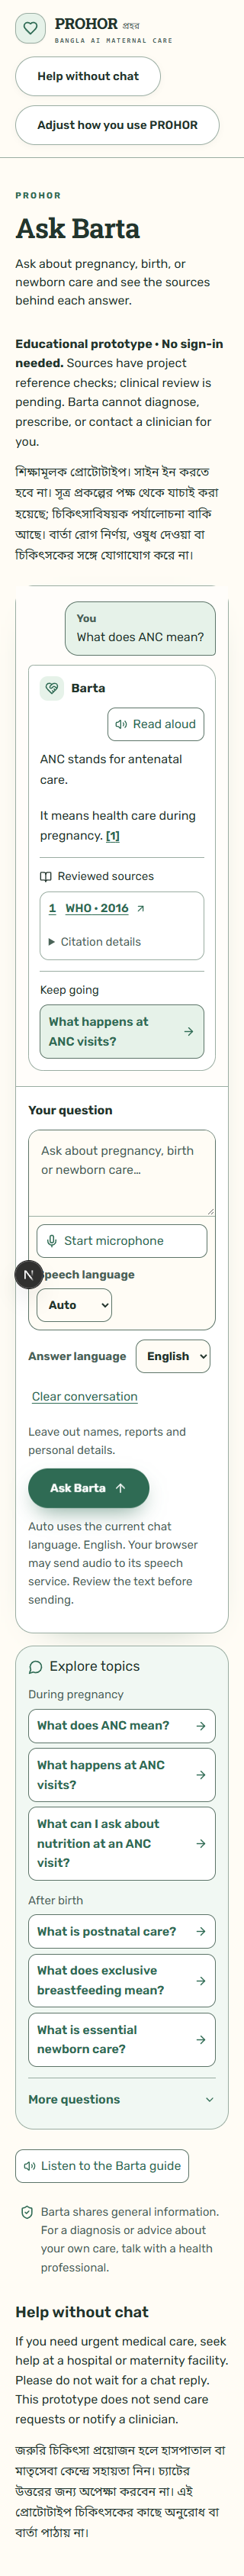 PROHOR প্রহর
BANGLA AI MATERNAL CARE
Help without chat
Adjust how you use PROHOR
PROHOR
Ask Barta
Ask about pregnancy, birth, or
newborn care and see the sources
behind each answer.
Educational prototype • No sign-in
needed. Sources have project
reference checks; clinical review is
pending. Barta cannot diagnose,
prescribe, or contact a clinician for
you.
শিক্ষামূলক প্রোটোটাইপ। সাইন ইন করতে
হবে না। সূত্র প্রকল্পের পক্ষ থেকে যাচাই করা
হয়েছে; চিকিৎসাবিষয়ক পর্যালোচনা বাকি
আছে। বার্তা রোগ নির্ণয়, ওষুধ দেওয়া বা
চিকিৎসকের সঙ্গে যোগাযোগ করে না।
You
What does ANC mean?
Barta
Read aloud
ANC stands for antenatal
care.
It means health care during
pregnancy. [1]
Reviewed sources
1 WHO • 2016
Citation details
Keep going
What happens at
ANC visits?
Your question
Ask about pregnancy, birth
or newborn care…
Start microphone
N
peech language
Auto
Answer language English
Clear conversation
Leave out names, reports and
personal details.
Ask Barta
Auto uses the current chat
language. English. Your browser
may send audio to its speech
service. Review the text before
sending.
Explore topics
During pregnancy
What does ANC mean?
What happens at ANC
visits?
What can I ask about
nutrition at an ANC
visit?
After birth
What is postnatal care?
What does exclusive
breastfeeding mean?
What is essential
newborn care?
More questions
Listen to the Barta guide
Barta shares general information.
For a diagnosis or advice about
your own care, talk with a health
professional.
Help without chat
If you need urgent medical care, seek
help at a hospital or maternity facility.
Please do not wait for a chat reply.
This prototype does not send care
requests or notify a clinician.
জরুরি চিকিৎসা প্রয়োজন হলে হাসপাতাল বা
মাতৃসেবা কেন্দ্রে সহায়তা নিন। চ্যাটের
উত্তরের জন্য অপেক্ষা করবেন না। এই
প্রোটোটাইপ চিকিৎসকের কাছে অনুরোধ বা
বার্তা পাঠায় না।